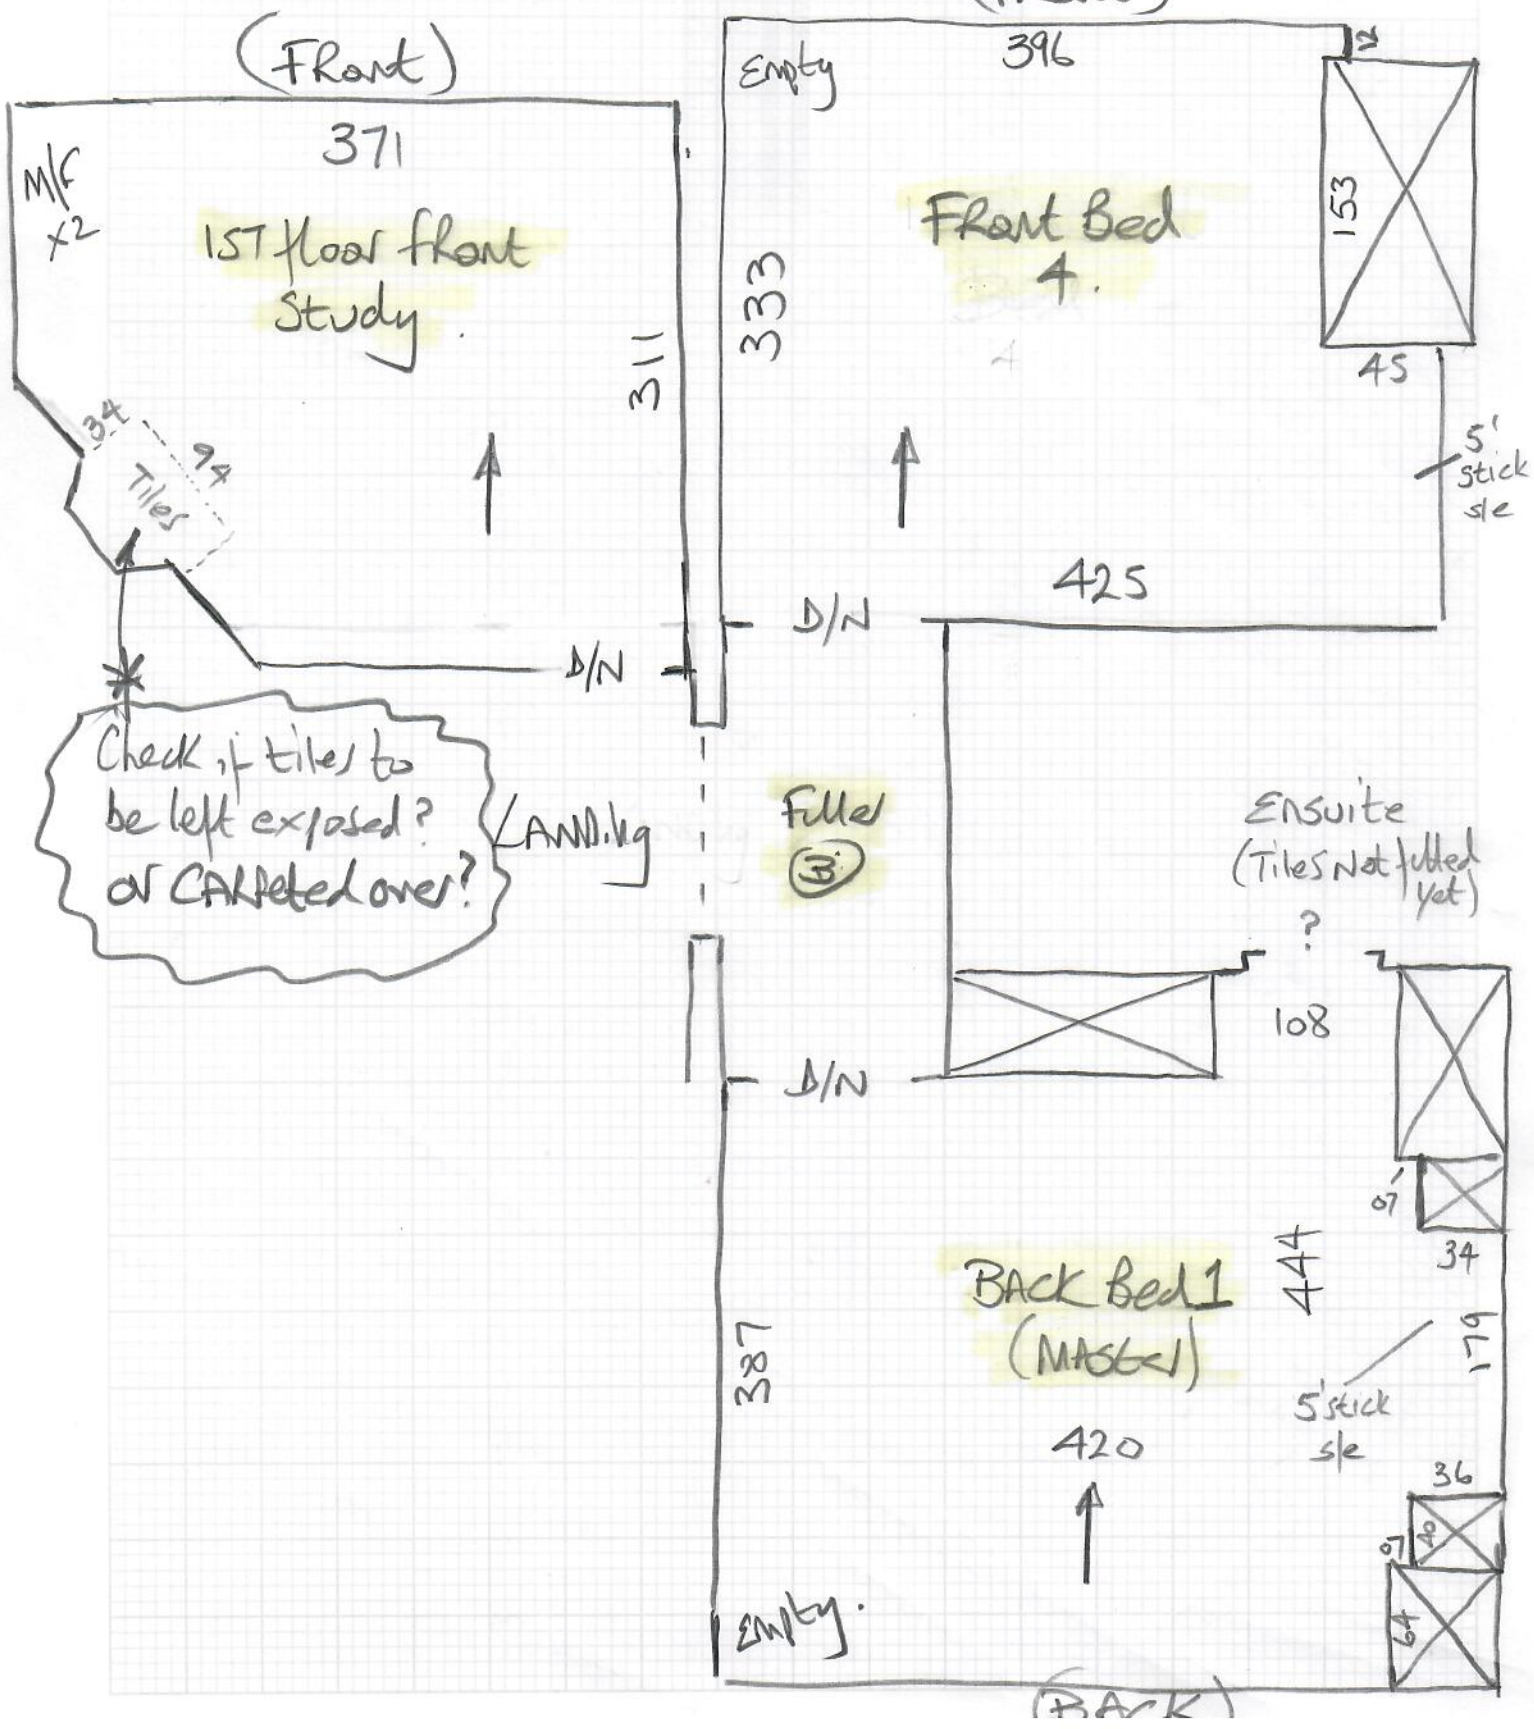 (Front)
371
M/F
x2
1ST floor front
Study.
311
34
94
Tiles
D/N
Check if tiles to
be left exposed?
or CARPeted over?
LANDing
Empty
396
12
Front Bed
4.
333
153
45
5'
stick
s/e
425
D/N
Filler
3
Ensuite
(Tiles Not fitted
yet)
?
108
D/N
07
34
BACK Bed 1
(MASter)
444
179
387
5'stick
s/e
420
36
07
40
64
Empty.
(BACK)